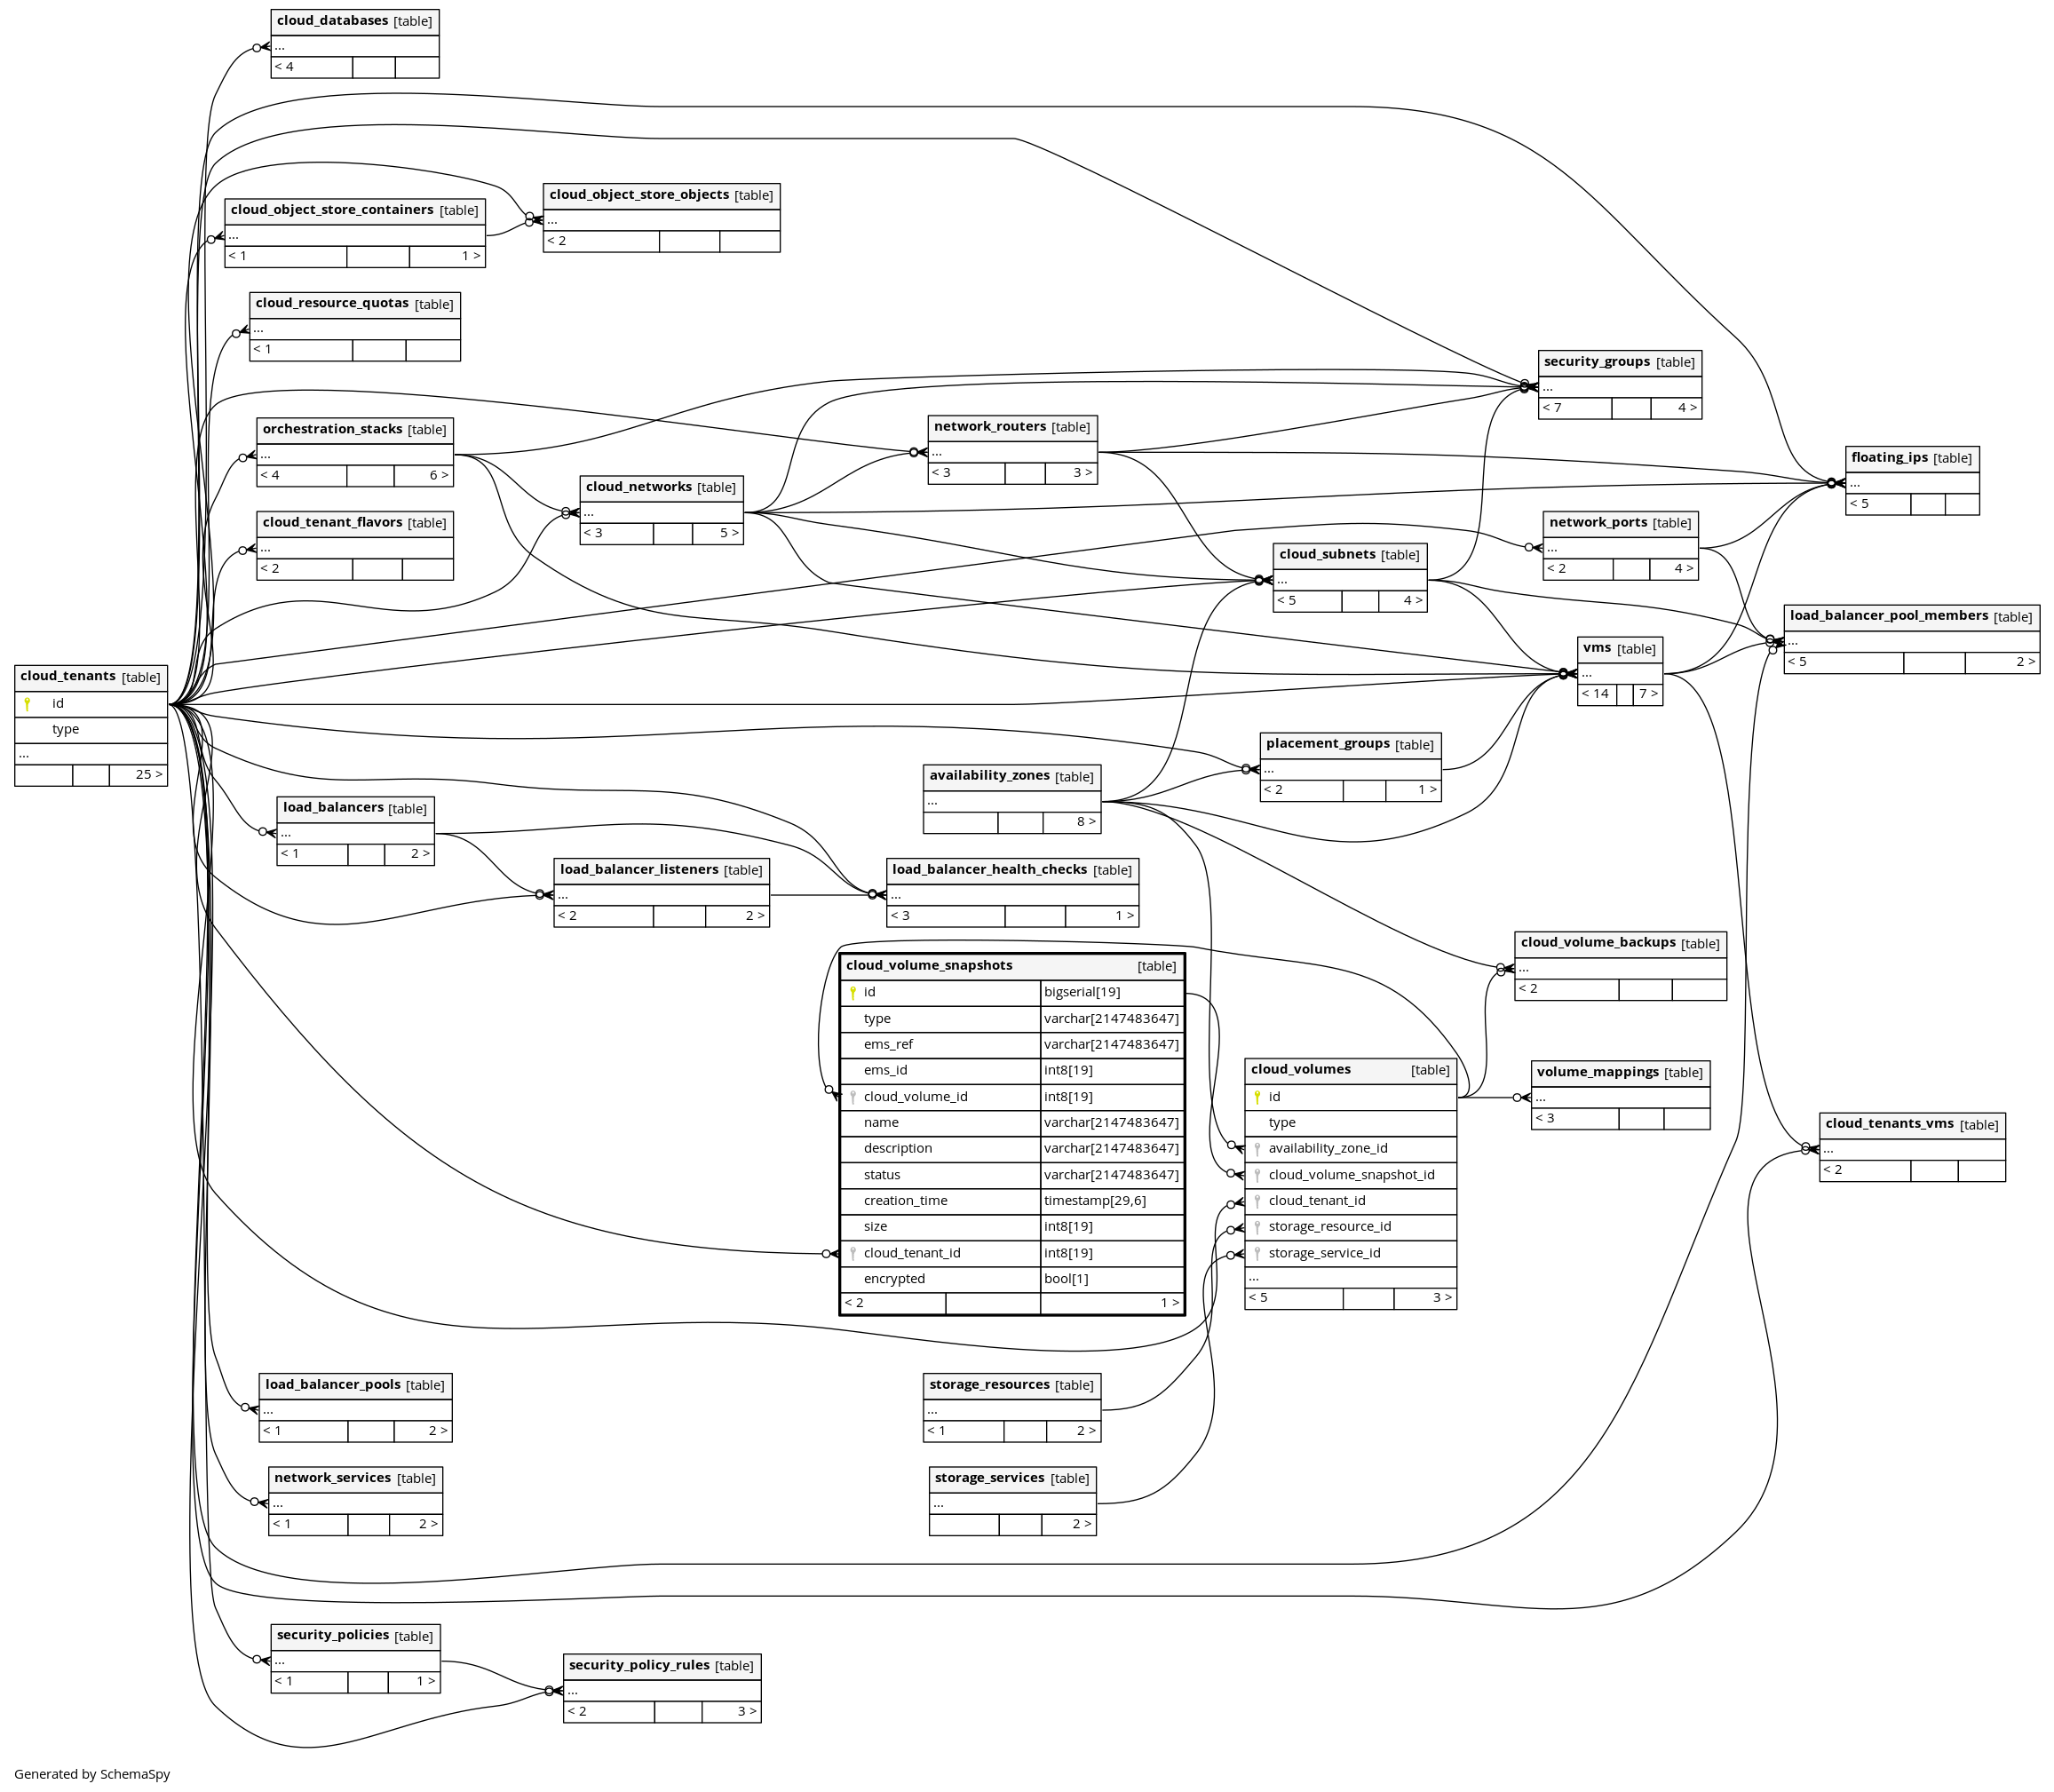 cloud_databases [table]
...
< 4
cloud_object_store_objects [table]
...
< 2
cloud_object_store_containers [table]
...
< 1 1 >
cloud_resource_quotas [table]
...
< 1
security_groups [table]
...
< 7 4 >
orchestration_stacks [table]
...
< 4 6 >
network_routers [table]
...
< 3 3 >
floating_ips [table]
...
< 5
cloud_networks [table]
...
< 3 5 >
cloud_tenant_flavors [table]
...
< 2
network_ports [table]
...
< 2 4 >
cloud_subnets [table]
...
< 5 4 >
load_balancer_pool_members [table]
...
< 5 2 >
vms [table]
...
< 14 7 >
cloud_tenants [table]
id
type
...
25 >
placement_groups [table]
...
< 2 1 >
availability_zones [table]
...
8 >
load_balancers [table]
...
< 1 2 >
load_balancer_listeners [table]
...
< 2 2 >
load_balancer_health_checks [table]
...
< 3 1 >
cloud_volume_backups [table]
...
< 2
cloud_volume_snapshots [table]
id bigserial[19]
type varchar[2147483647]
ems_ref varchar[2147483647]
ems_id int8[19]
cloud_volume_id int8[19]
name varchar[2147483647]
description varchar[2147483647]
status varchar[2147483647]
creation_time timestamp[29,6]
size int8[19]
cloud_tenant_id int8[19]
encrypted bool[1]
< 2 1 >
cloud_volumes [table]
id
type
availability_zone_id
cloud_volume_snapshot_id
cloud_tenant_id
storage_resource_id
storage_service_id
...
< 5 3 >
volume_mappings [table]
...
< 3
cloud_tenants_vms [table]
...
< 2
load_balancer_pools [table]
...
< 1 2 >
storage_resources [table]
...
< 1 2 >
network_services [table]
...
< 1 2 >
storage_services [table]
...
2 >
security_policies [table]
...
< 1 1 >
security_policy_rules [table]
...
< 2 3 >
Generated by SchemaSpy